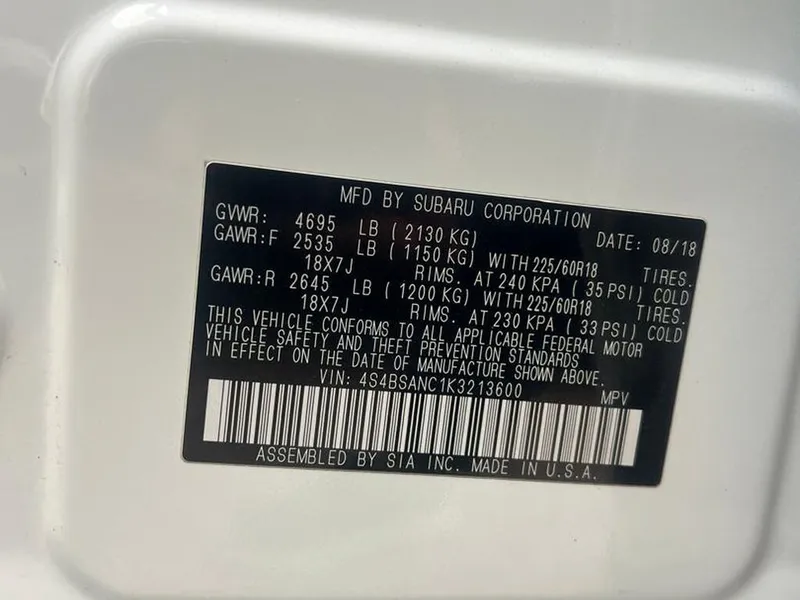 MFD BY SUBARU CORPORATION
GVWR: 4695 LB ( 2130 KG) DATE: 08/18
GAWR:F 2535 LB ( 1150 KG) WITH 225/60R18 TIRES.
18X7J RIMS. AT 240 KPA ( 35 PSI) COLD
GAWR:R 2645 LB ( 1200 KG) WITH 225/60R18 TIRES.
18X7J RIMS. AT 230 KPA ( 33 PSI) COLD
THIS VEHICLE CONFORMS TO ALL APPLICABLE FEDERAL MOTOR
VEHICLE SAFETY AND THEFT PREVENTION STANDARDS
IN EFFECT ON THE DATE OF MANUFACTURE SHOWN ABOVE.
VIN: 4S4BSANC1K3213600 MPV
ASSEMBLED BY SIA INC. MADE IN U.S.A.